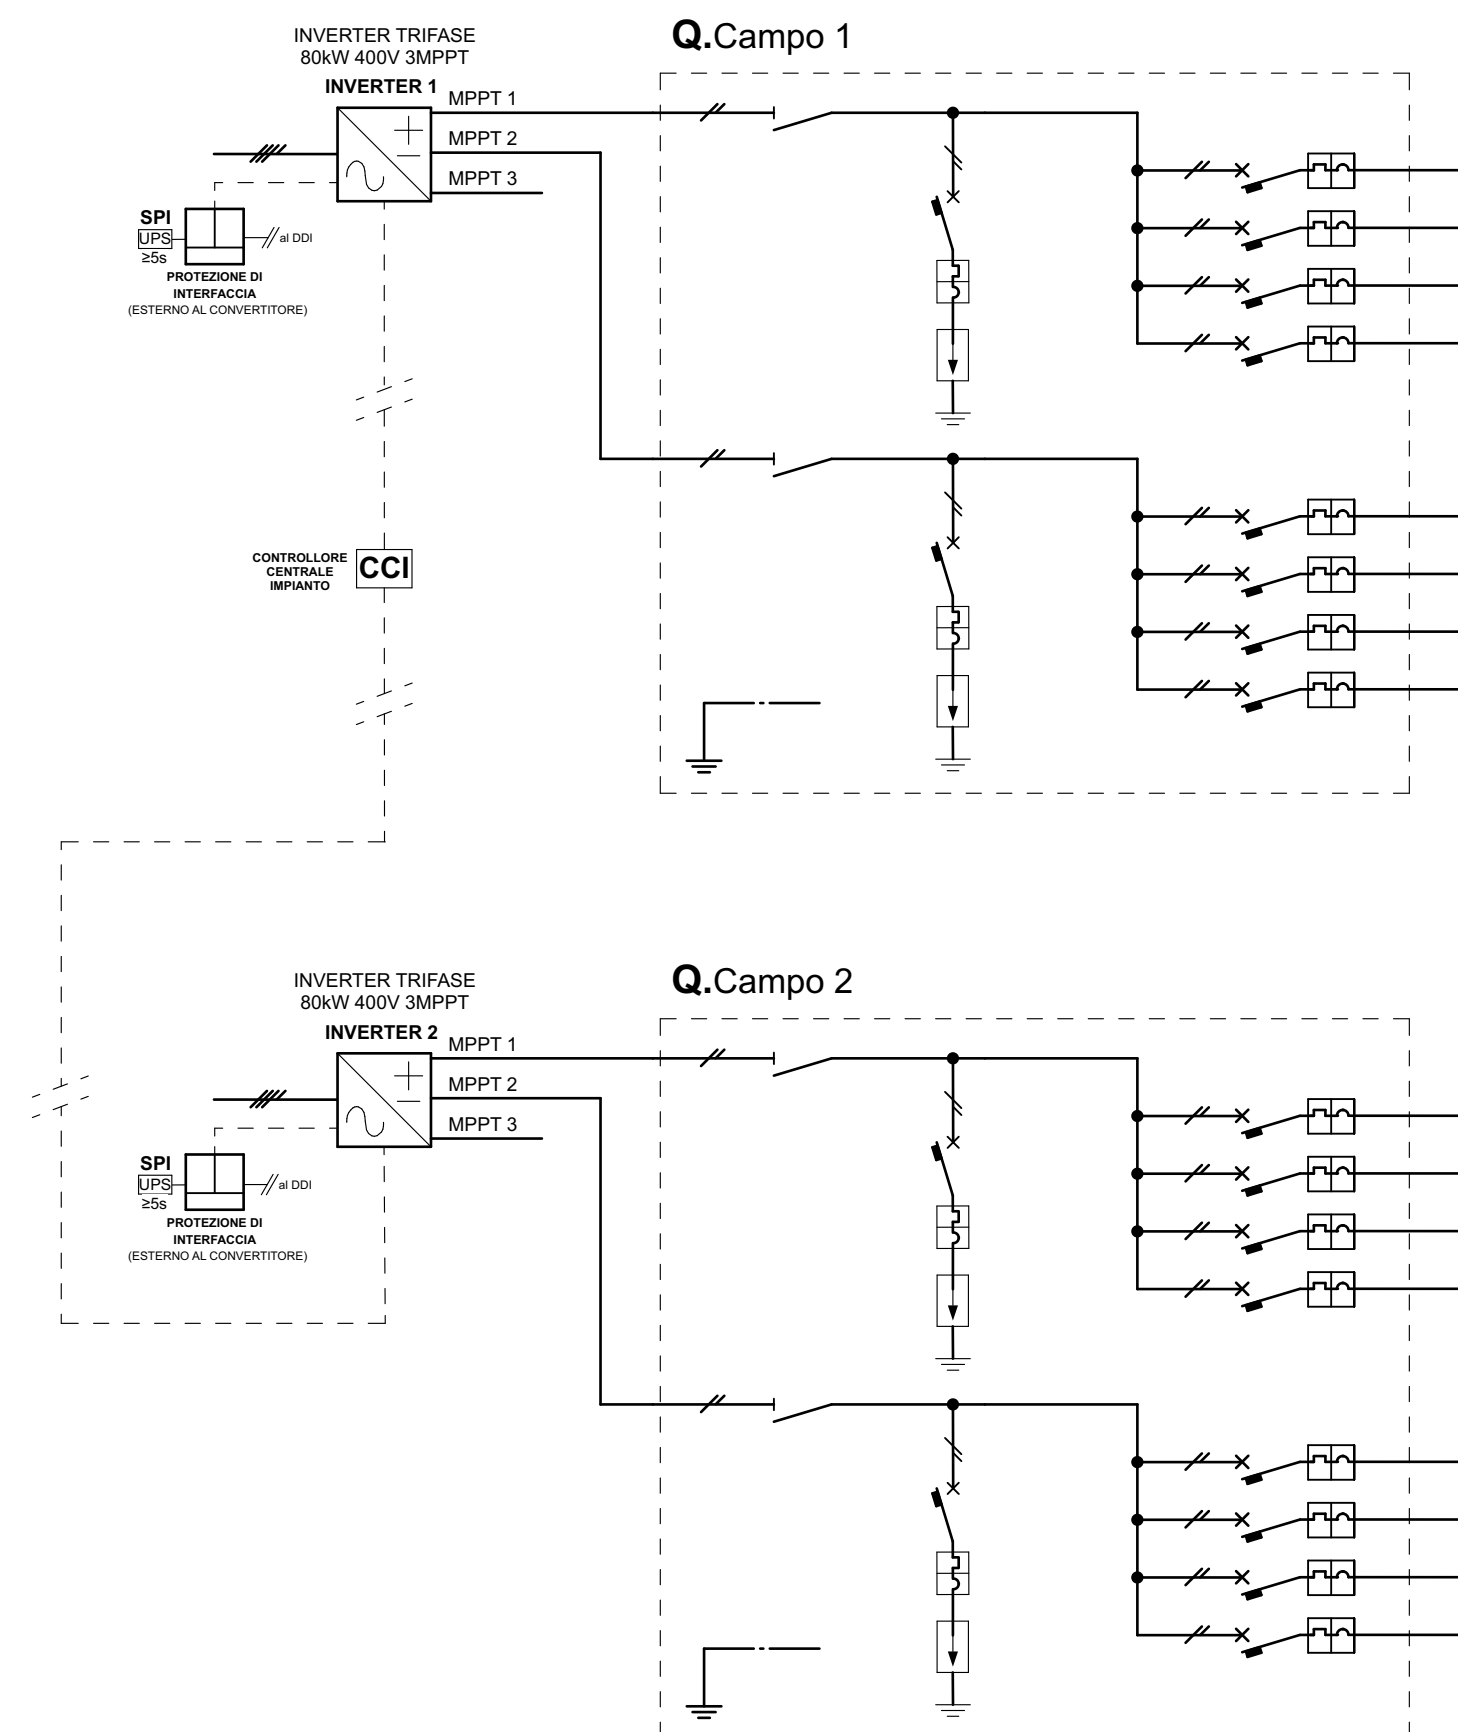 INVERTER TRIFASE
80kW 400V 3MPPT
INVERTER 1
Q.Campo 1
MPPT 1
MPPT 2
MPPT 3
SPI
UPS
≥5s
al DDI
PROTEZIONE DI
INTERFACCIA
(ESTERNO AL CONVERTITORE)
CONTROLLORE
CENTRALE
IMPIANTO
CCI
INVERTER TRIFASE
80kW 400V 3MPPT
INVERTER 2
Q.Campo 2
MPPT 1
MPPT 2
MPPT 3
SPI
UPS
≥5s
al DDI
PROTEZIONE DI
INTERFACCIA
(ESTERNO AL CONVERTITORE)